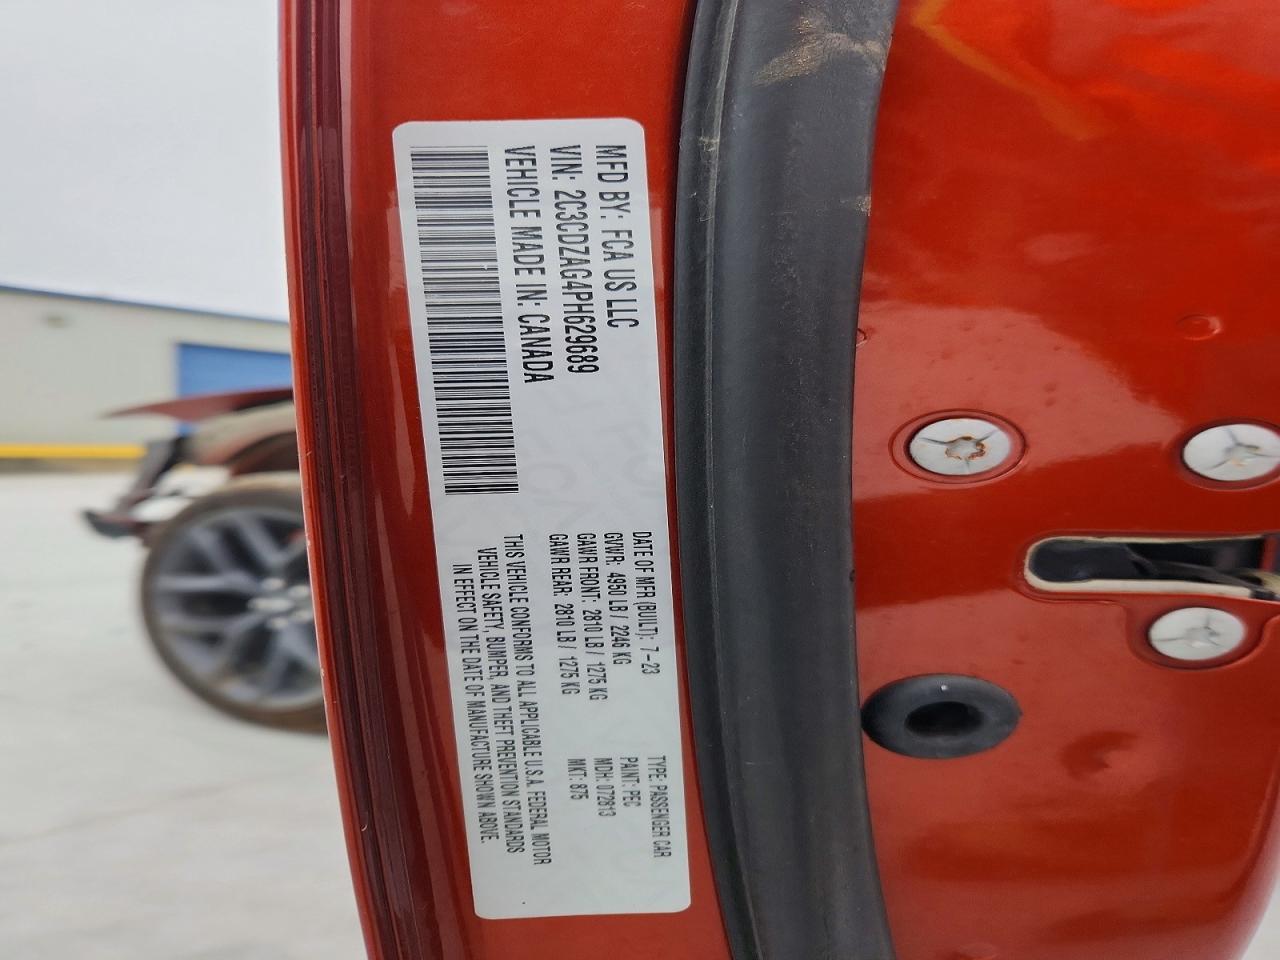 MFD BY: FCA US LLC
VIN: 2C3CDZAG4PH629689
VEHICLE MADE IN: CANADA
DATE OF MFR (BUILT): 7-23
GVWR: 4950 LB / 2246 KG
GAWR FRONT: 2810 LB / 1275 KG
GAWR REAR: 2810 LB / 1275 KG
TYPE: PASSENGER CAR
PAINT: PEC
MDH: 072813
MKT: 875
THIS VEHICLE CONFORMS TO ALL APPLICABLE U.S.A. FEDERAL MOTOR
VEHICLE SAFETY, BUMPER, AND THEFT PREVENTION STANDARDS
IN EFFECT ON THE DATE OF MANUFACTURE SHOWN ABOVE.